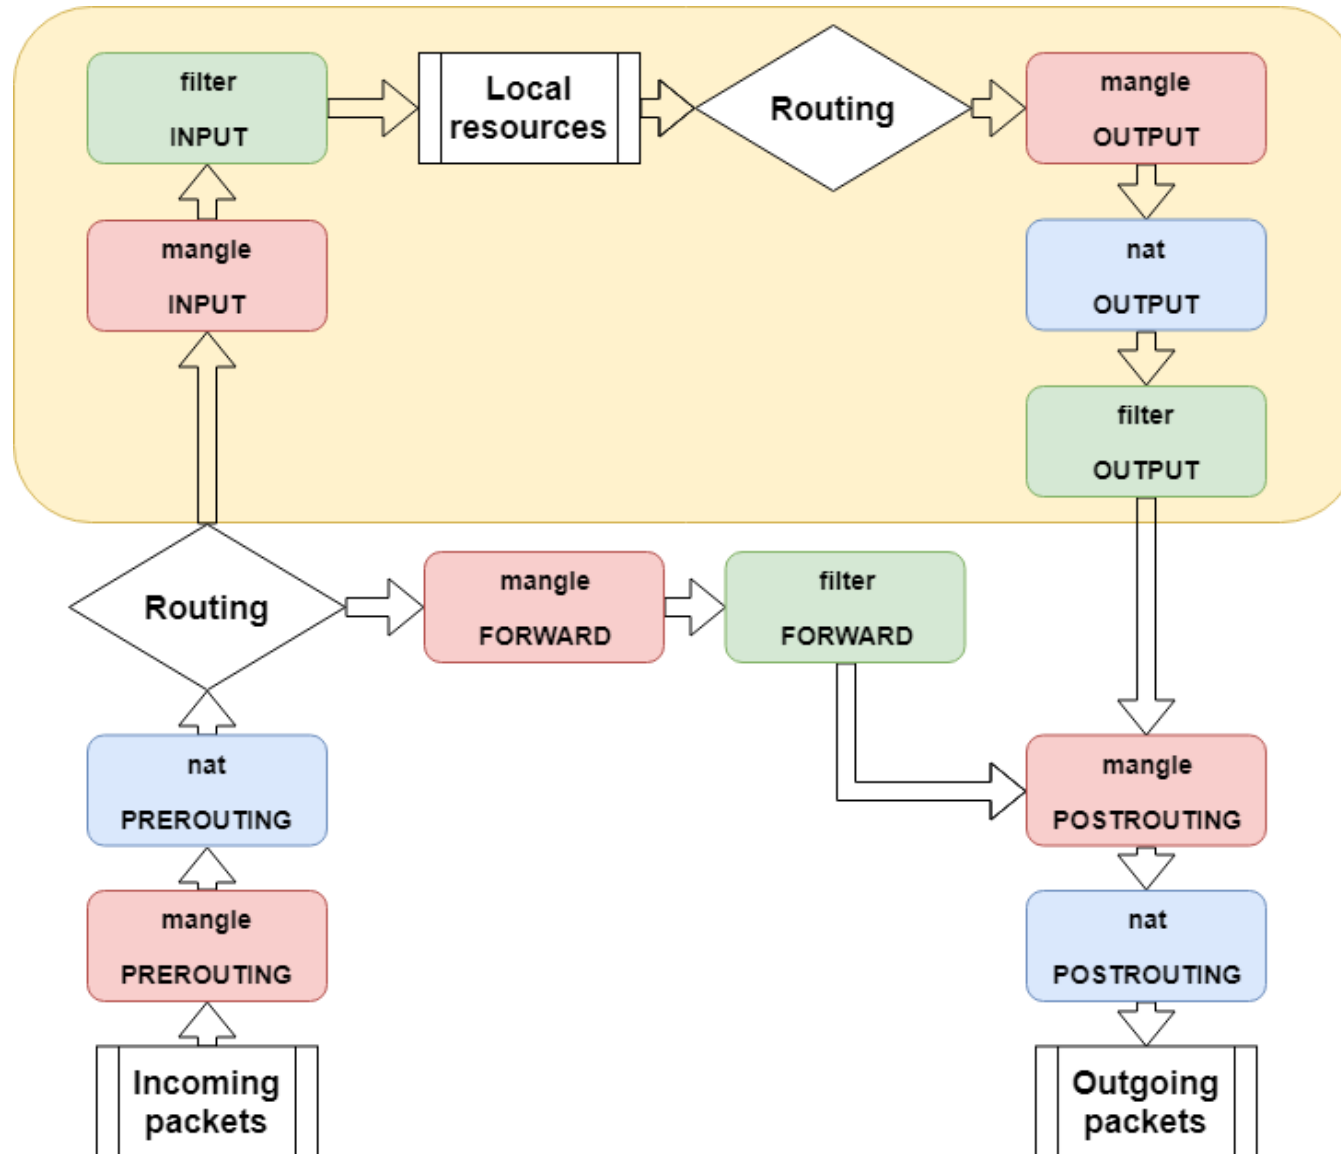 filter
INPUT
Local
resources
Routing
mangle
OUTPUT
mangle
INPUT
nat
OUTPUT
filter
OUTPUT
Routing
mangle
FORWARD
filter
FORWARD
nat
PREROUTING
mangle
POSTROUTING
mangle
PREROUTING
nat
POSTROUTING
Incoming
packets
Outgoing
packets